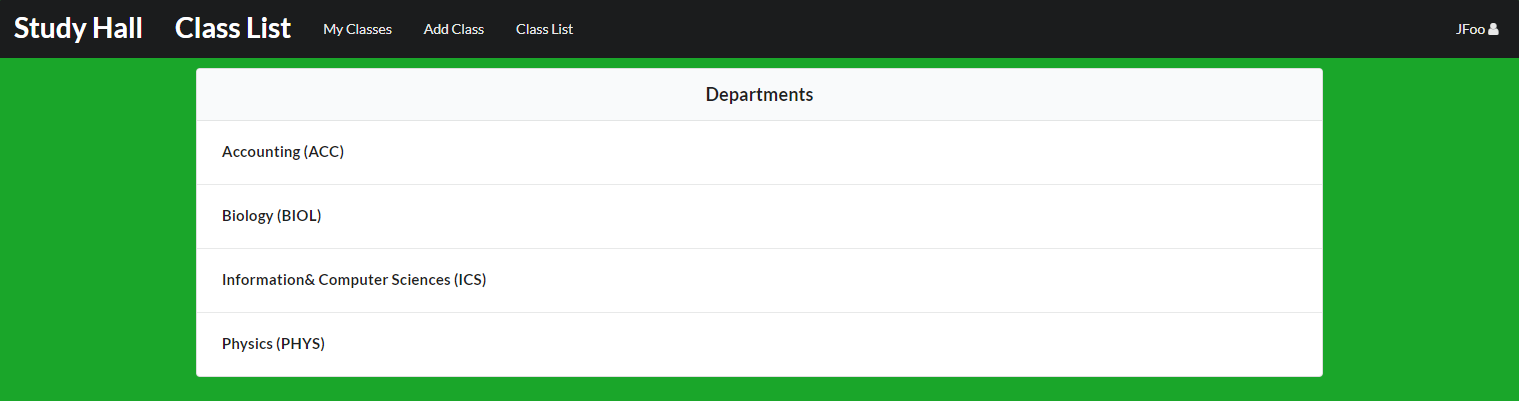 Study Hall Class List My Classes Add Class Class List JFoo
Departments
Accounting (ACC)
Biology (BIOL)
Information& Computer Sciences (ICS)
Physics (PHYS)